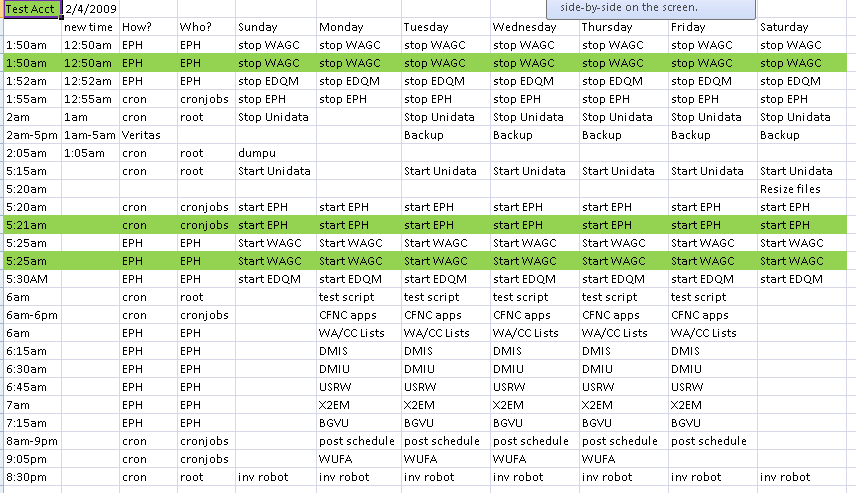 Test Acct 2/4/2009 side-by-side on the screen.
new time How? Who? Sunday Monday Tuesday Wednesday Thursday Friday Saturday
1:50am 12:50am EPH EPH stop WAGC stop WAGC stop WAGC stop WAGC stop WAGC stop WAGC stop WAGC
1:50am 12:50am EPH EPH stop WAGC stop WAGC stop WAGC stop WAGC stop WAGC stop WAGC stop WAGC
1:52am 12:52am EPH EPH stop EDQM stop EDQM stop EDQM stop EDQM stop EDQM stop EDQM stop EDQM
1:55am 12:55am cron cronjobs stop EPH stop EPH stop EPH stop EPH stop EPH stop EPH stop EPH
2am 1am cron root Stop Unidata Stop Unidata Stop Unidata Stop Unidata Stop Unidata Stop Unidata
2am-5pm 1am-5am Veritas Backup Backup Backup Backup Backup
2:05am 1:05am cron root dumpu
5:15am cron root Start Unidata Start Unidata Start Unidata Start Unidata Start Unidata Start Unidata
5:20am Resize files
5:20am cron cronjobs start EPH start EPH start EPH start EPH start EPH start EPH start EPH
5:21am cron cronjobs start EPH start EPH start EPH start EPH start EPH start EPH start EPH
5:25am EPH EPH Start WAGC Start WAGC Start WAGC Start WAGC Start WAGC Start WAGC Start WAGC
5:25am EPH EPH Start WAGC Start WAGC Start WAGC Start WAGC Start WAGC Start WAGC Start WAGC
5:30AM EPH EPH start EDQM start EDQM start EDQM start EDQM start EDQM start EDQM start EDQM
6am cron root test script test script test script test script test script
6am-6pm cron cronjobs CFNC apps CFNC apps CFNC apps CFNC apps CFNC apps
6am EPH EPH WA/CC Lists WA/CC Lists WA/CC Lists WA/CC Lists WA/CC Lists
6:15am EPH EPH DMIS DMIS DMIS DMIS DMIS
6:30am EPH EPH DMIU DMIU DMIU DMIU DMIU
6:45am EPH EPH USRW USRW USRW USRW USRW
7am EPH EPH X2EM X2EM X2EM X2EM X2EM
7:15am EPH EPH BGVU BGVU BGVU BGVU BGVU
8am-9pm cron cronjobs post schedule post schedule post schedule post schedule post schedule
9:05pm cron cronjobs WUFA WUFA WUFA WUFA
8:30pm cron root inv robot inv robot inv robot inv robot inv robot inv robot inv robot